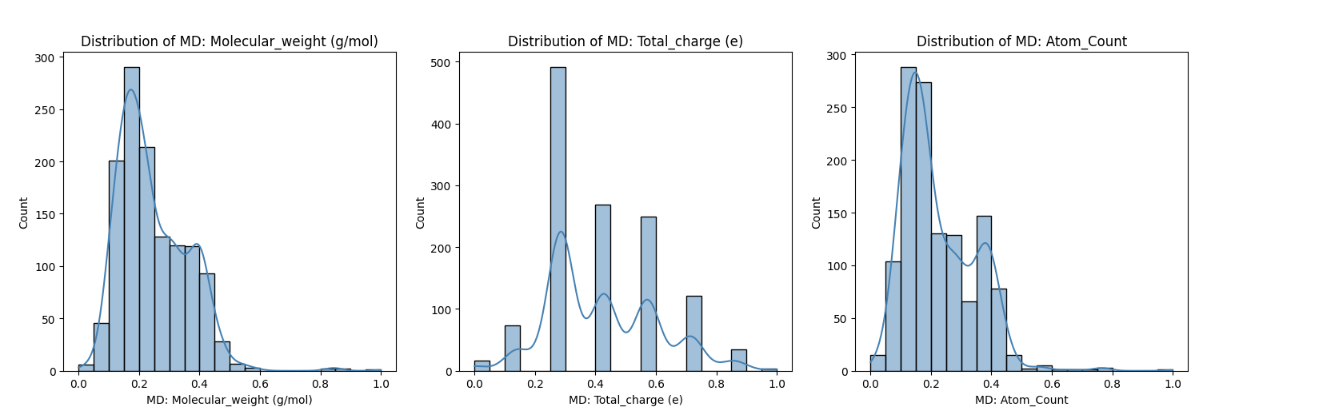 Distribution of MD: Molecular_weight (g/mol)
300
250
200
150
100
50
0
Count
0.0 0.2 0.4 0.6 0.8 1.0
MD: Molecular_weight (g/mol)
Distribution of MD: Total_charge (e)
500
400
300
200
100
0
Count
0.0 0.2 0.4 0.6 0.8 1.0
MD: Total_charge (e)
Distribution of MD: Atom_Count
300
250
200
150
100
50
0
Count
0.0 0.2 0.4 0.6 0.8 1.0
MD: Atom_Count